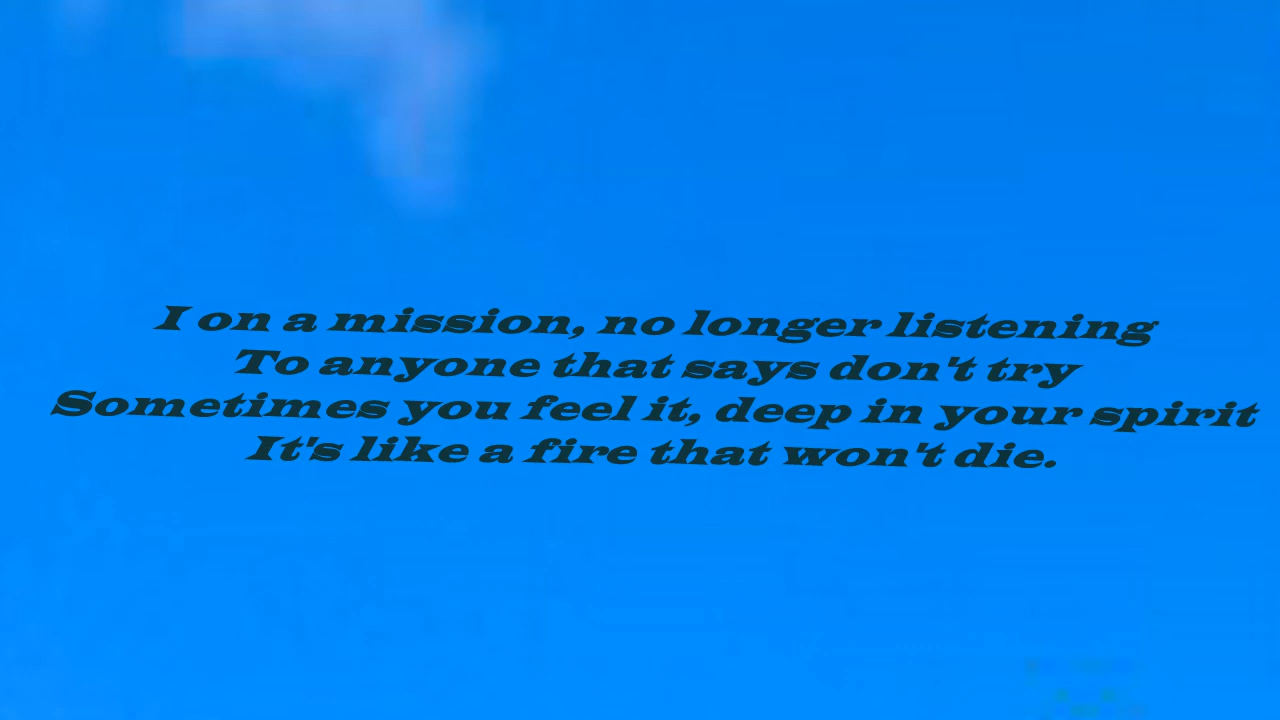 I on a mission, no longer listening
To anyone that says don't try
Sometimes you feel it, deep in your spirit
It's like a fire that won't die.